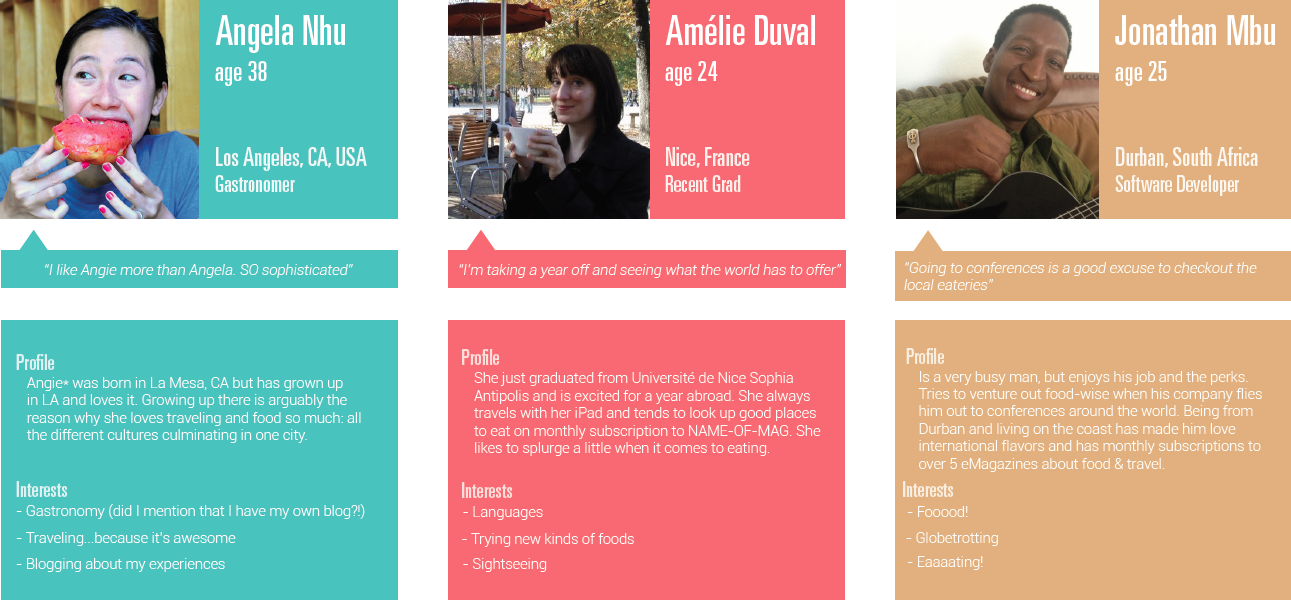 Angela Nhu
age 38
Los Angeles, CA, USA
Gastronomer
“I like Angie more than Angela. SO sophisticated”
Profile
Angie* was born in La Mesa, CA but has grown up
in LA and loves it. Growing up there is arguably the
reason why she loves traveling and food so much: all
the different cultures culminating in one city.
Interests
- Gastronomy (did I mention that I have my own blog?!)
- Traveling...because it's awesome
- Blogging about my experiences
Amélie Duval
age 24
Nice, France
Recent Grad
“I'm taking a year off and seeing what the world has to offer”
Profile
She just graduated from Université de Nice Sophia
Antipolis and is excited for a year abroad. She always
travels with her iPad and tends to look up good places
to eat on monthly subscription to NAME-OF-MAG. She
likes to splurge a little when it comes to eating.
Interests
- Languages
- Trying new kinds of foods
- Sightseeing
Jonathan Mbu
age 25
Durban, South Africa
Software Developer
“Going to conferences is a good excuse to checkout the
local eateries”
Profile
Is a very busy man, but enjoys his job and the perks.
Tries to venture out food-wise when his company flies
him out to conferences around the world. Being from
Durban and living on the coast has made him love
international flavors and has monthly subscriptions to
over 5 eMagazines about food & travel.
Interests
- Fooood!
- Globetrotting
- Eaaaating!